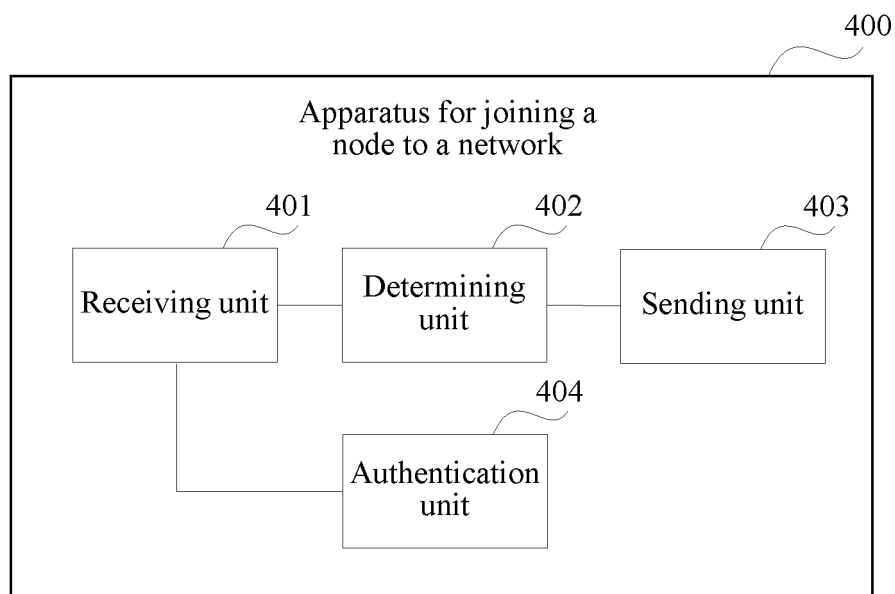 400
Apparatus for joining a
node to a network
401
402
403
Receiving unit
Determining
unit
Sending unit
404
Authentication
unit